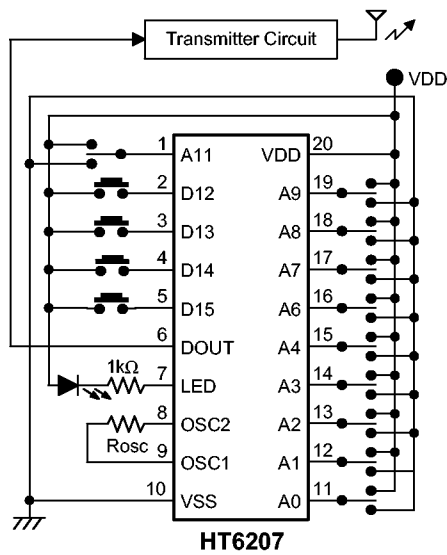 Transmitter Circuit
VDD
1 A11 VDD 20
2 D12 A9 19
3 D13 A8 18
4 D14 A7 17
5 D15 A6 16
6 DOUT A4 15
1kΩ
7 LED A3 14
8 OSC2 A2 13
Rosc
9 OSC1 A1 12
10 VSS A0 11
HT6207